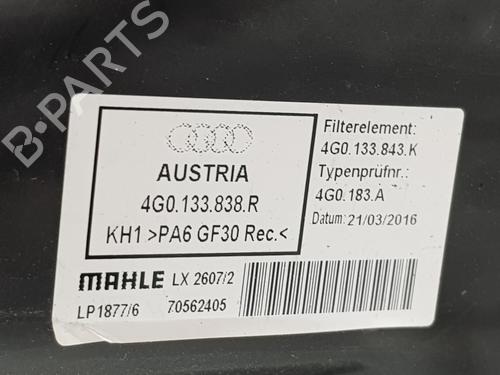 AUSTRIA
4G0.133.838.R
KH1 >PA6 GF30 Rec.<
Filterelement:
4G0.133.843.K
Typenprüfnr.:
4G0.183.A
Datum: 21/03/2016
MAHLE LX 2607/2
LP1877/6 70562405
B-PARTS